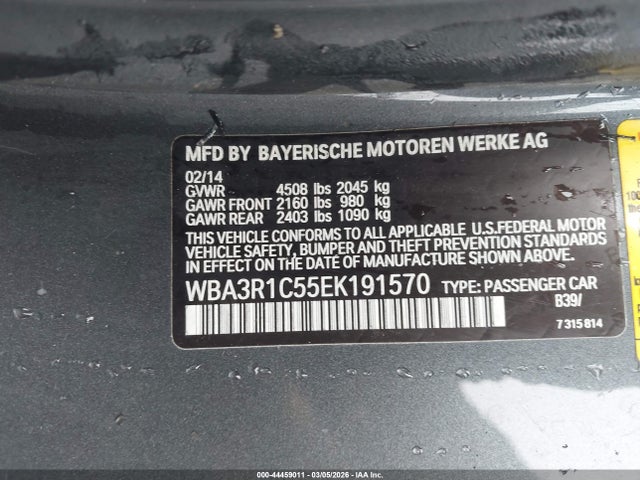 MFD BY BAYERISCHE MOTOREN WERKE AG
02/14
GVWR 4508 lbs 2045 kg
GAWR FRONT 2160 lbs 980 kg
GAWR REAR 2403 lbs 1090 kg
THIS VEHICLE CONFORMS TO ALL APPLICABLE U.S.FEDERAL MOTOR
VEHICLE SAFETY, BUMPER AND THEFT PREVENTION STANDARDS
IN EFFECT ON THE DATE OF MANUFACTURE SHOWN ABOVE.
WBA3R1C55EK191570 TYPE: PASSENGER CAR
B39/
7 315 814
000-44459011 - 03/05/2026 - IAA Inc.